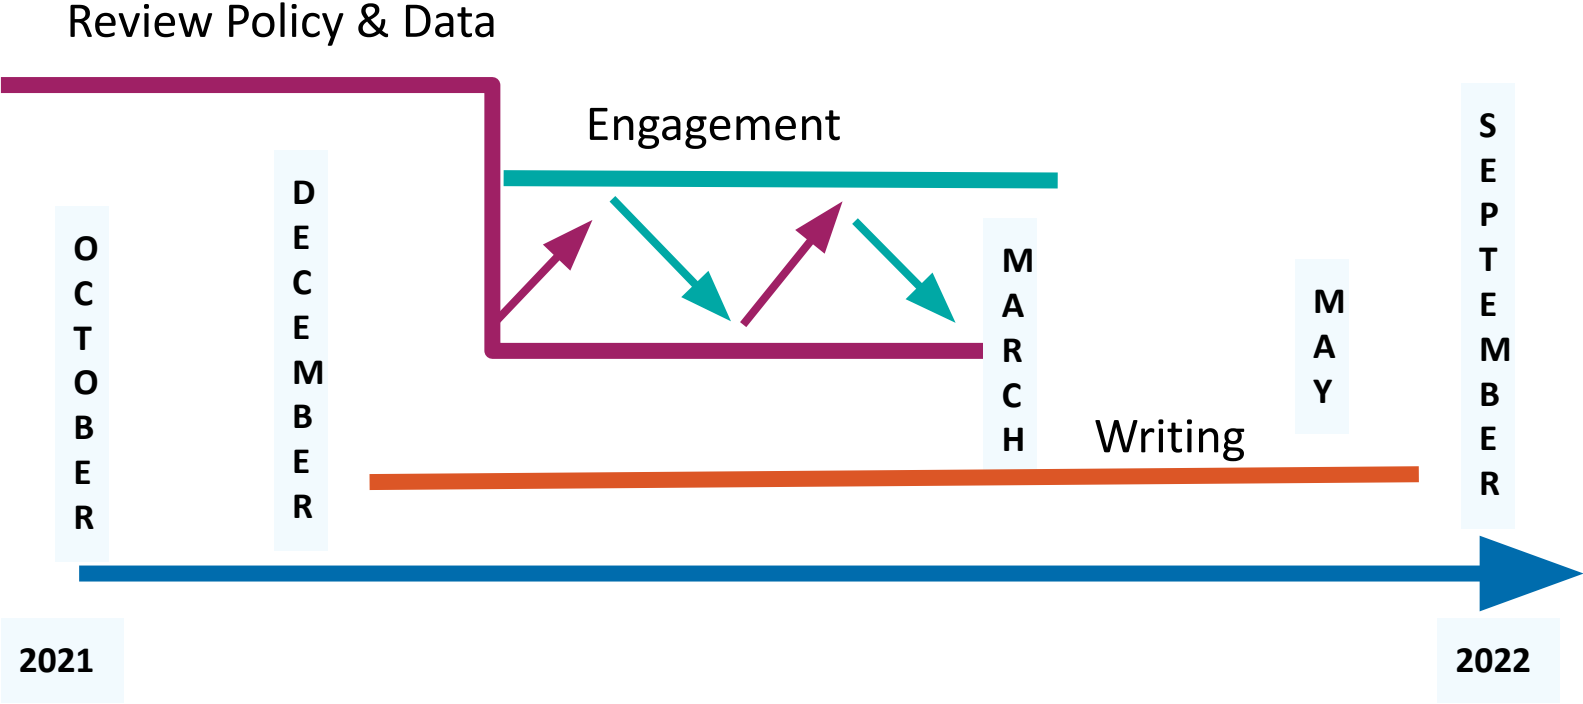 Review Policy & Data
Engagement
OCTOBER
DECEMBER
MARCH
MAY
SEPTEMBER
Writing
2021
2022